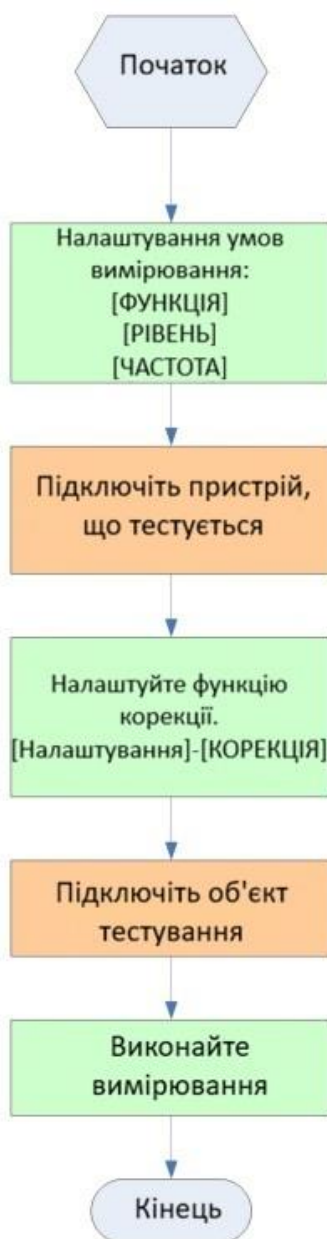 Початок
Налаштування умов
вимірювання:
[ФУНКЦІЯ]
[РІВЕНЬ]
[ЧАСТОТА]
Підключіть пристрій,
що тестується
Налаштуйте функцію
корекції.
[Налаштування]-[КОРЕКЦІЯ]
Підключіть об'єкт
тестування
Виконайте
вимірювання
Кінець